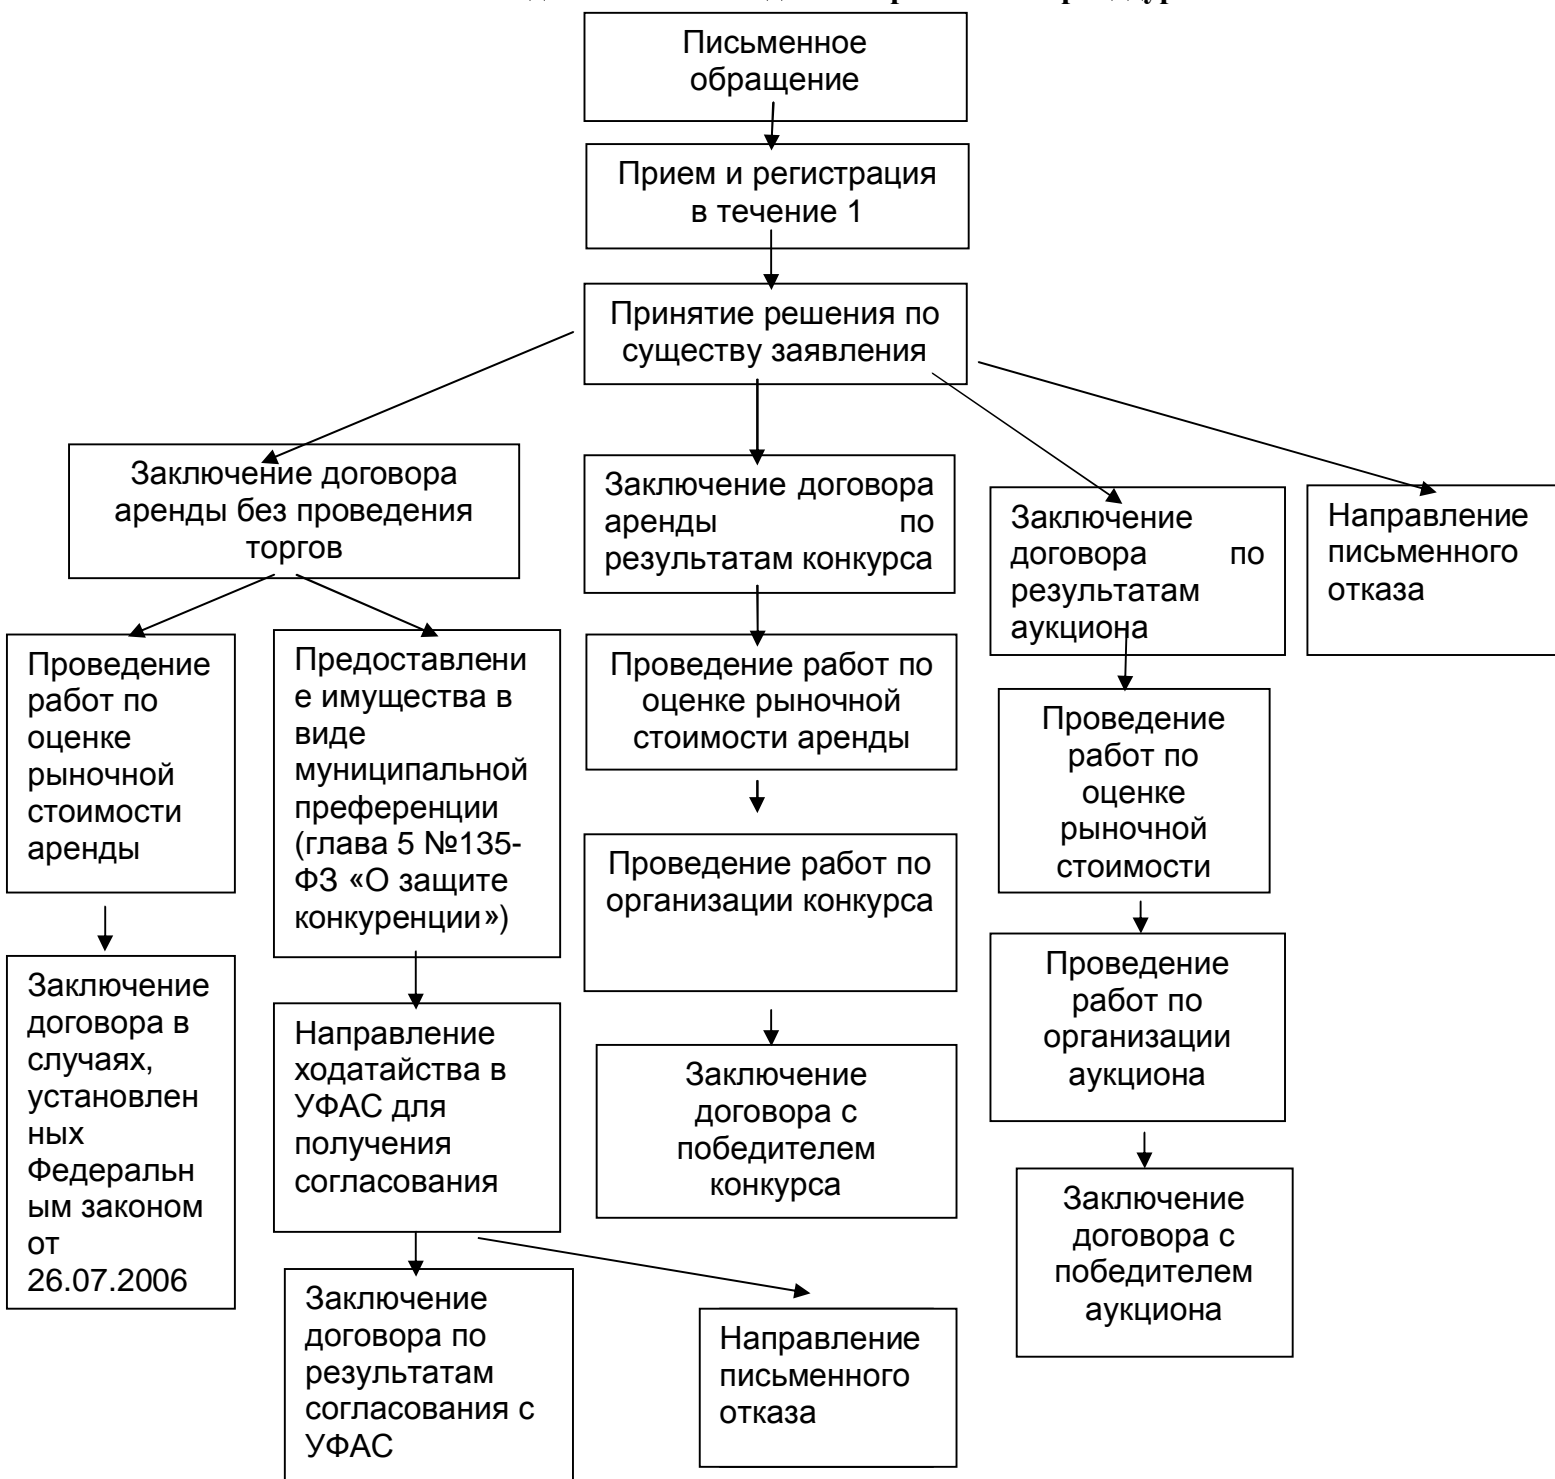 Письменное
обращение
Прием и регистрация
в течение 1
Принятие решения по
существу заявления
Заключение договора
аренды без проведения
торгов
Заключение договора
аренды по
результатам конкурса
Заключение
договора по
результатам
аукциона
Направление
письменного
отказа
Проведение
работ по
оценке
рыночной
стоимости
аренды
Предоставлени
е имущества в
виде
муниципальной
преференции
(глава 5 №135-
ФЗ «О защите
конкуренции»)
Проведение работ по
оценке рыночной
стоимости аренды
Проведение
работ по
оценке
рыночной
стоимости
Проведение работ по
организации конкурса
Проведение
работ по
организации
аукциона
Заключение
договора в
случаях,
установлен
ных
Федеральн
ым законом
от
26.07.2006
Направление
ходатайства в
УФАС для
получения
согласования
Заключение
договора с
победителем
конкурса
Заключение
договора с
победителем
аукциона
Заключение
договора по
результатам
согласования с
УФАС
Направление
письменного
отказа